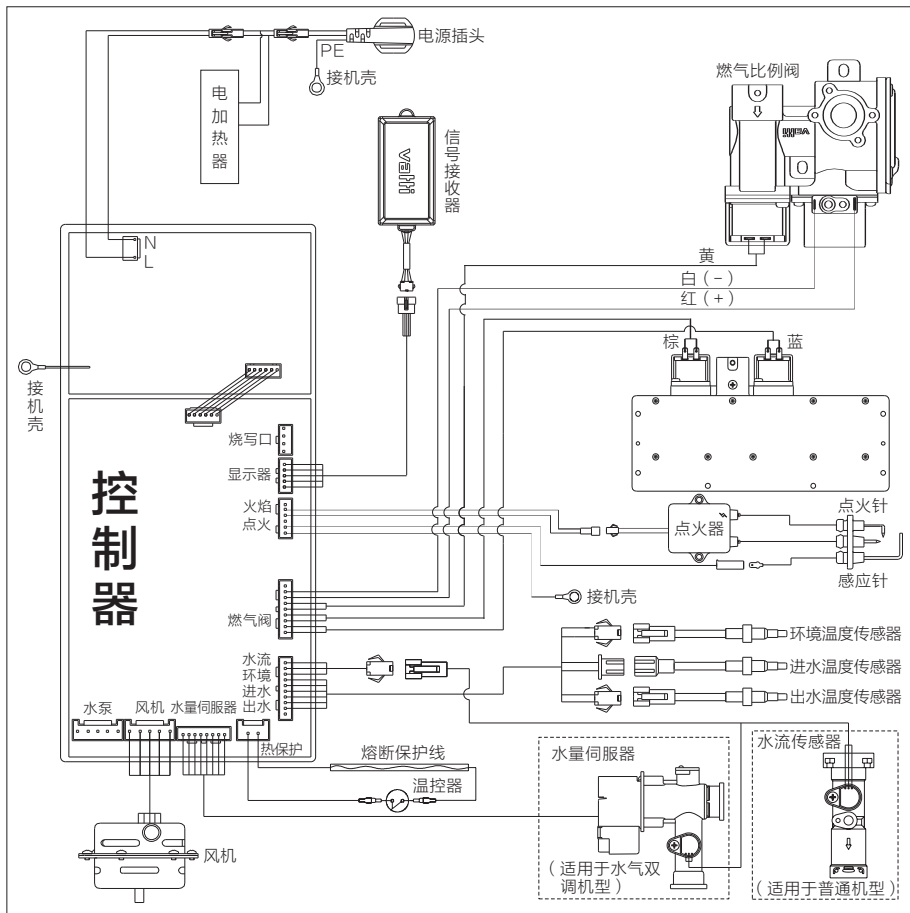 电源插头
PE
接机壳
电加热器
信号接收器
vatti
燃气比例阀
vatti
N
L
黄
白（-）
红（+）
棕
蓝
接机壳
烧写口
显示器
火焰
点火
点火器
点火针
感应针
接机壳
控制器
燃气阀
水流
环境
进水
出水
环境温度传感器
进水温度传感器
出水温度传感器
水泵
风机
水量伺服器
热保护
熔断保护线
温控器
风机
水量伺服器
（适用于水气双
调机型）
水流传感器
（适用于普通机型）